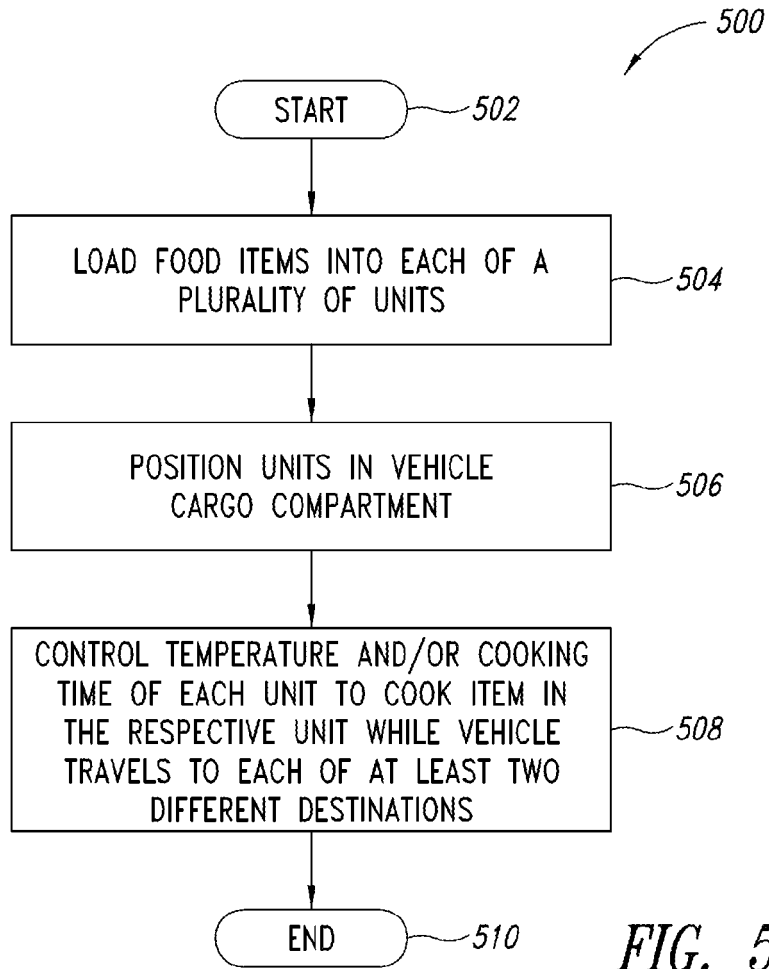 500
START
502
LOAD FOOD ITEMS INTO EACH OF A
PLURALITY OF UNITS
504
POSITION UNITS IN VEHICLE
CARGO COMPARTMENT
506
CONTROL TEMPERATURE AND/OR COOKING
TIME OF EACH UNIT TO COOK ITEM IN
THE RESPECTIVE UNIT WHILE VEHICLE
TRAVELS TO EACH OF AT LEAST TWO
DIFFERENT DESTINATIONS
508
END
510
FIG. 5